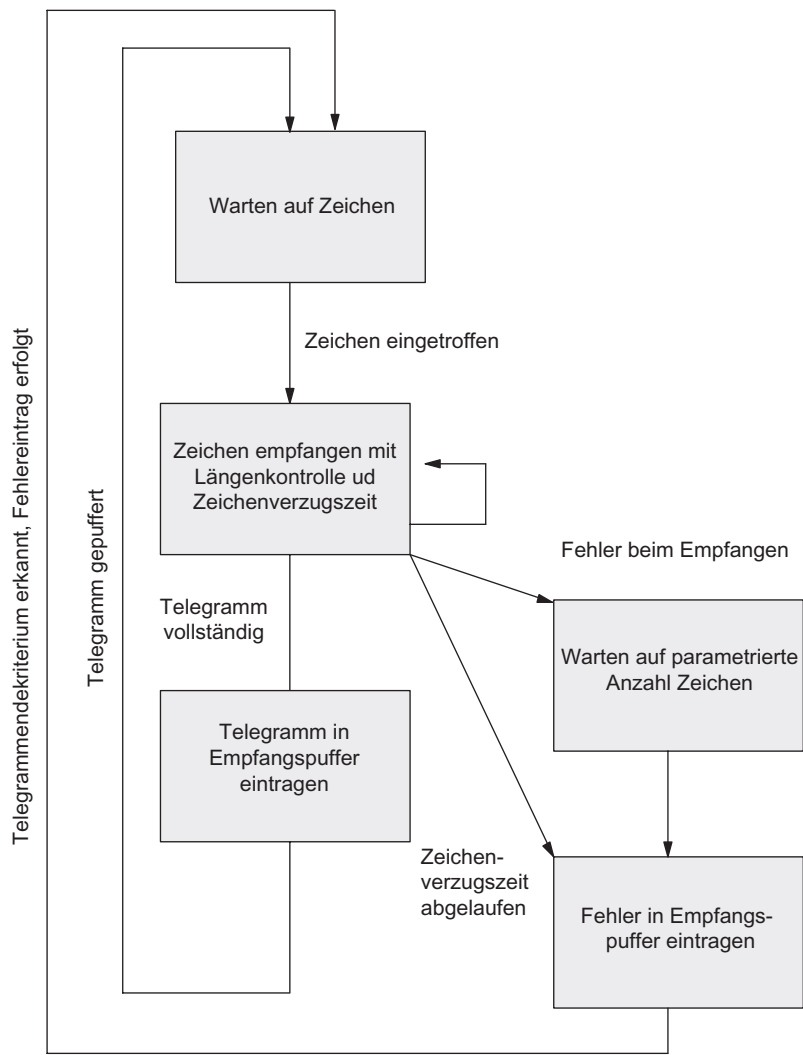 Warten auf Zeichen
Zeichen eingetroffen
Telegrammendekriterium erkannt, Fehlereintrag erfolgt
Telegramm gepuffert
Zeichen empfangen mit
Längenkontrolle ud
Zeichenverzugszeit
Fehler beim Empfangen
Telegramm
vollständig
Warten auf parametrierte
Anzahl Zeichen
Telegramm in
Empfangspuffer
eintragen
Zeichen-
verzugszeit
abgelaufen
Fehler in Empfangs-
puffer eintragen